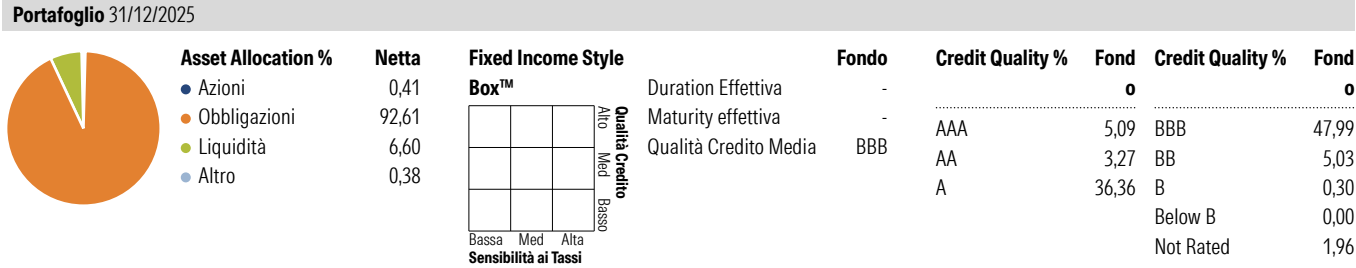 Portafoglio 31/12/2025
Asset Allocation % Netta
Azioni 0,41
Obbligazioni 92,61
Liquidità 6,60
Altro 0,38
Fixed Income Style
Box™
Alto Med Basso
Qualità Credito
Bassa Med Alta
Sensibilità ai Tassi
Fondo
Duration Effettiva -
Maturity effettiva -
Qualità Credito Media BBB
Credit Quality % Fond
o
AAA 5,09
AA 3,27
A 36,36
Credit Quality % Fond
o
BBB 47,99
BB 5,03
B 0,30
Below B 0,00
Not Rated 1,96